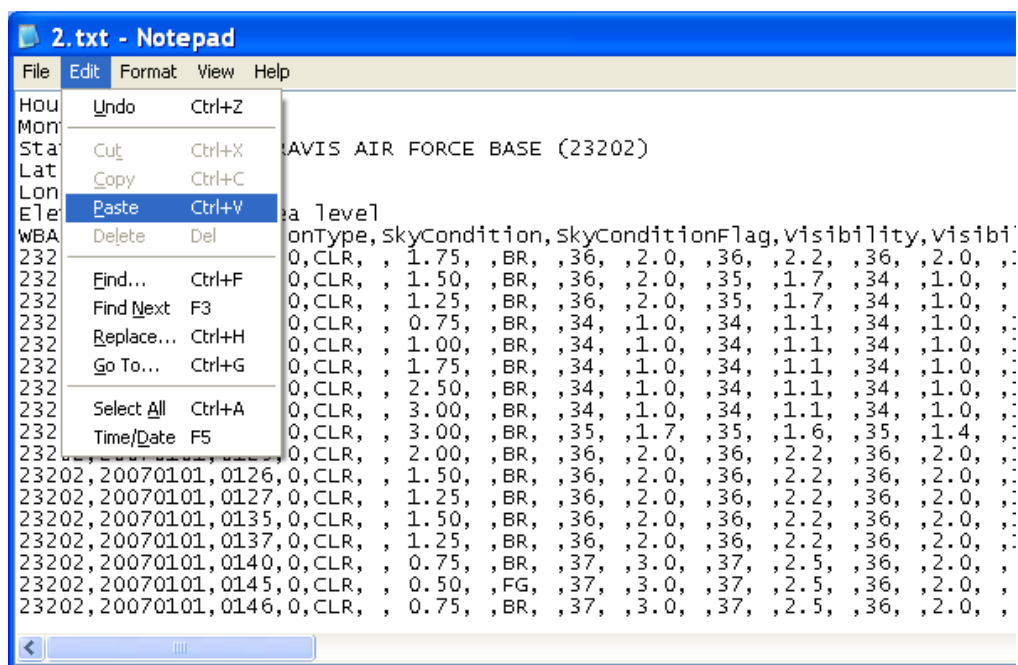 2.txt - Notepad
File Edit Format View Help
Undo Ctrl+Z
Cut Ctrl+X
Copy Ctrl+C
Paste Ctrl+V
Delete Del
Find... Ctrl+F
Find Next F3
Replace... Ctrl+H
Go To... Ctrl+G
Select All Ctrl+A
Time/Date F5
Hou
Mon
Sta RAVIS AIR FORCE BASE (23202)
Lat
Lon
Ele ea level
WBA onType,SkyCondition,SkyConditionFlag,Visibility,Visibil
232 0,CLR, , 1.75, ,BR, ,36, ,2.0, ,36, ,2.2, ,36, ,2.0, ,
232 0,CLR, , 1.50, ,BR, ,36, ,2.0, ,35, ,1.7, ,34, ,1.0, ,
232 0,CLR, , 1.25, ,BR, ,36, ,2.0, ,35, ,1.7, ,34, ,1.0, ,
232 0,CLR, , 0.75, ,BR, ,34, ,1.0, ,34, ,1.1, ,34, ,1.0, ,
232 0,CLR, , 1.00, ,BR, ,34, ,1.0, ,34, ,1.1, ,34, ,1.0, ,
232 0,CLR, , 1.75, ,BR, ,34, ,1.0, ,34, ,1.1, ,34, ,1.0, ,
232 0,CLR, , 2.50, ,BR, ,34, ,1.0, ,34, ,1.1, ,34, ,1.0, ,
232 0,CLR, , 3.00, ,BR, ,34, ,1.0, ,34, ,1.1, ,34, ,1.0, ,
232 0,CLR, , 3.00, ,BR, ,35, ,1.7, ,35, ,1.6, ,35, ,1.4, ,
0,CLR, , 2.00, ,BR, ,36, ,2.0, ,36, ,2.2, ,36, ,2.0, ,
23202,20070101,0126,0,CLR, , 1.50, ,BR, ,36, ,2.0, ,36, ,2.2, ,36, ,2.0, ,
23202,20070101,0127,0,CLR, , 1.25, ,BR, ,36, ,2.0, ,36, ,2.2, ,36, ,2.0, ,
23202,20070101,0135,0,CLR, , 1.50, ,BR, ,36, ,2.0, ,36, ,2.2, ,36, ,2.0, ,
23202,20070101,0137,0,CLR, , 1.25, ,BR, ,36, ,2.0, ,36, ,2.2, ,36, ,2.0, ,
23202,20070101,0140,0,CLR, , 0.75, ,BR, ,37, ,3.0, ,37, ,2.5, ,36, ,2.0, ,
23202,20070101,0145,0,CLR, , 0.50, ,FG, ,37, ,3.0, ,37, ,2.5, ,36, ,2.0, ,
23202,20070101,0146,0,CLR, , 0.75, ,BR, ,37, ,3.0, ,37, ,2.5, ,36, ,2.0, ,